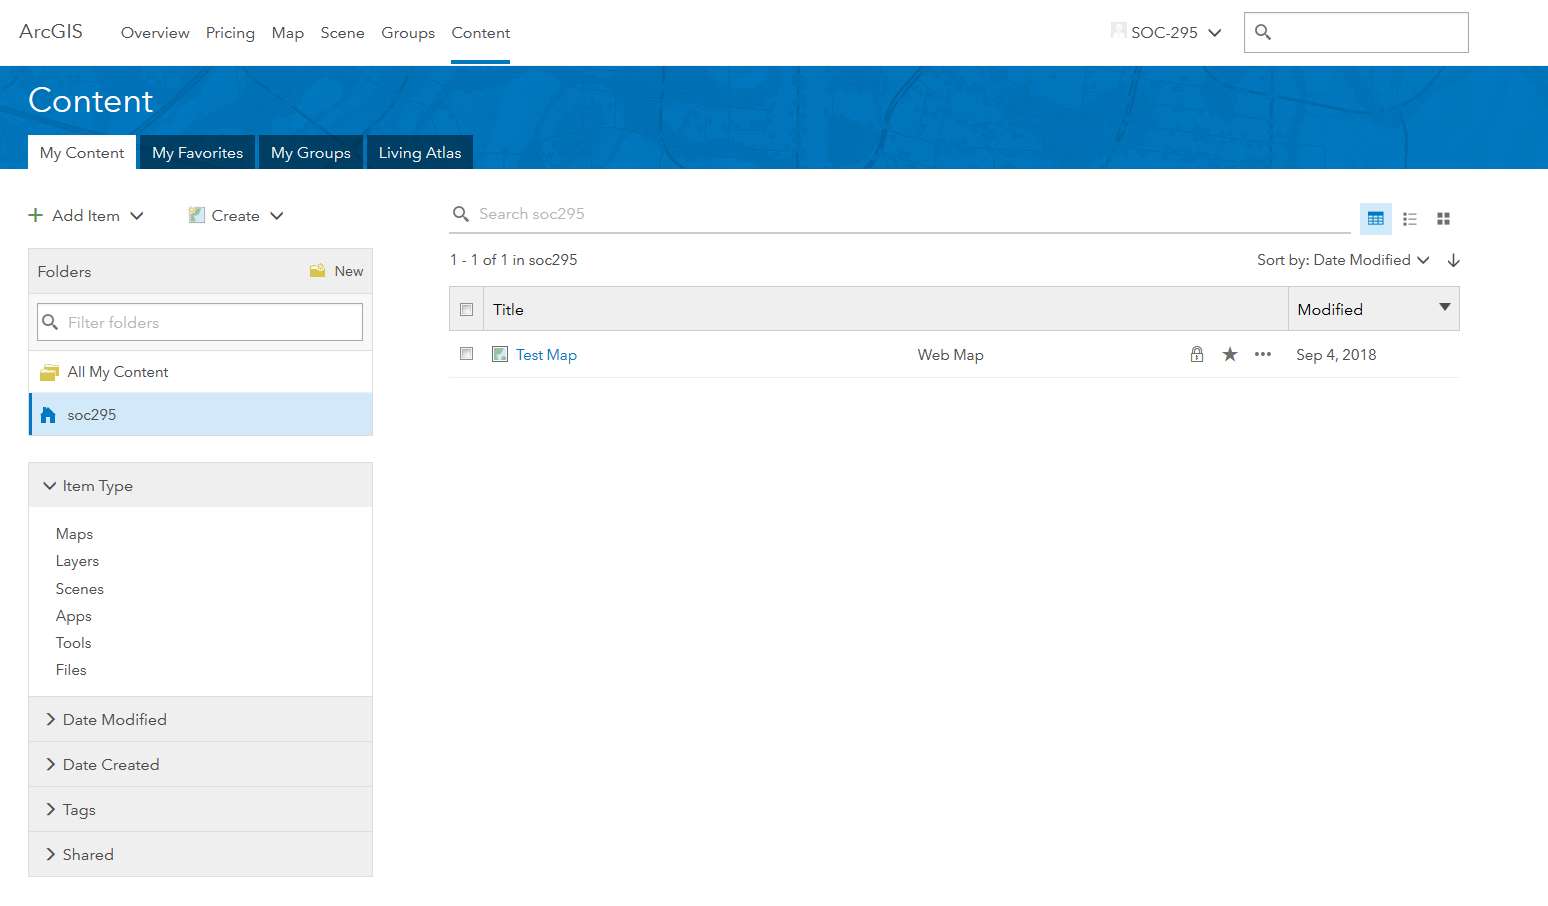 ArcGIS Overview Pricing Map Scene Groups Content SOC-295
Content
My Content My Favorites My Groups Living Atlas
Add Item Create Search soc295
1 - 1 of 1 in soc295 Sort by: Date Modified
Folders New
Title Modified
Filter folders
Test Map Web Map Sep 4, 2018
All My Content
soc295
Item Type
Maps
Layers
Scenes
Apps
Tools
Files
Date Modified
Date Created
Tags
Shared